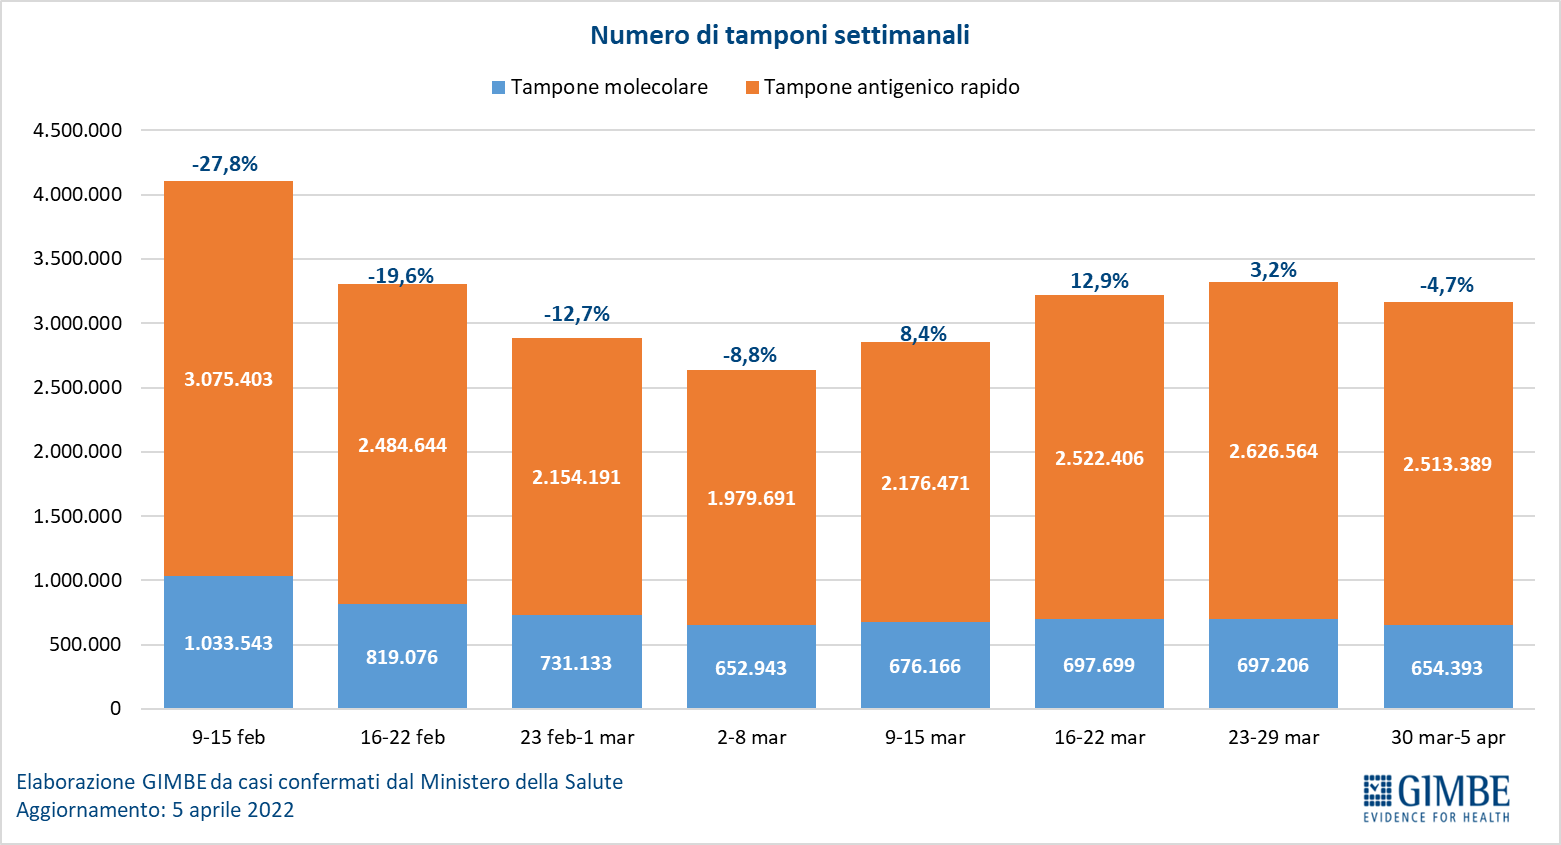 Numero di tamponi settimanali
Tampone molecolare Tampone antigenico rapido
4.500.000
4.000.000
3.500.000
3.000.000
2.500.000
2.000.000
1.500.000
1.000.000
500.000
0
-27,8% -19,6% -12,7% -8,8% 8,4% 12,9% 3,2% -4,7%
3.075.403 2.484.644 2.154.191 1.979.691 2.176.471 2.522.406 2.626.564 2.513.389
1.033.543 819.076 731.133 652.943 676.166 697.699 697.206 654.393
9-15 feb 16-22 feb 23 feb-1 mar 2-8 mar 9-15 mar 16-22 mar 23-29 mar 30 mar-5 apr
Elaborazione GIMBE da casi confermati dal Ministero della Salute
Aggiornamento: 5 aprile 2022
GIMBE
EVIDENCE FOR HEALTH